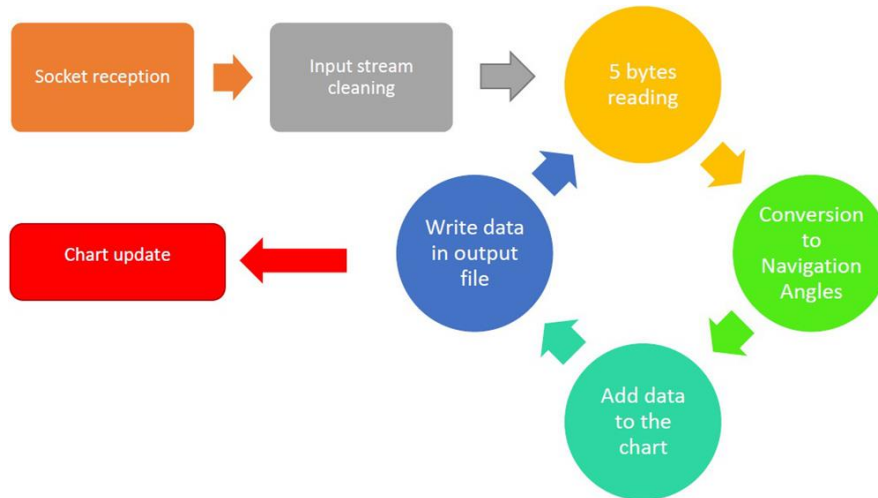 Socket reception
Input stream
cleaning
5 bytes
reading
Conversion
to
Navigation
Angles
Add data
to the
chart
Write data
in output
file
Chart update